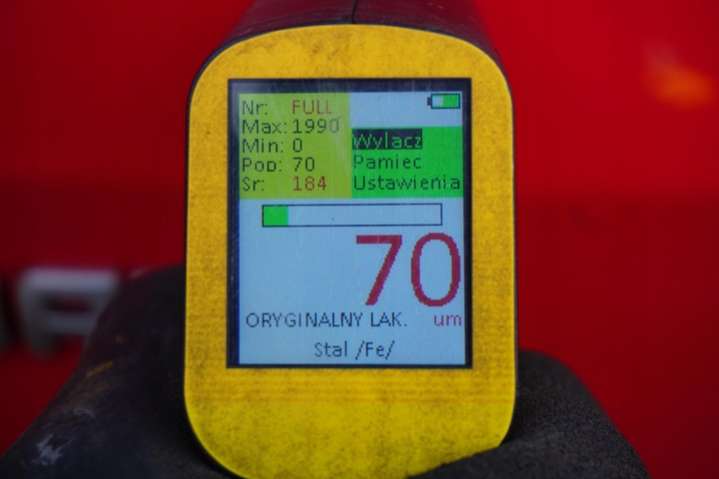 Nr: FULL
Max: 1990
Min: 0
Pop: 70
Sr: 184
Wylacz
Pamiec
Ustawienia
70
ORYGINALNY LAK. um
Stal /Fe/